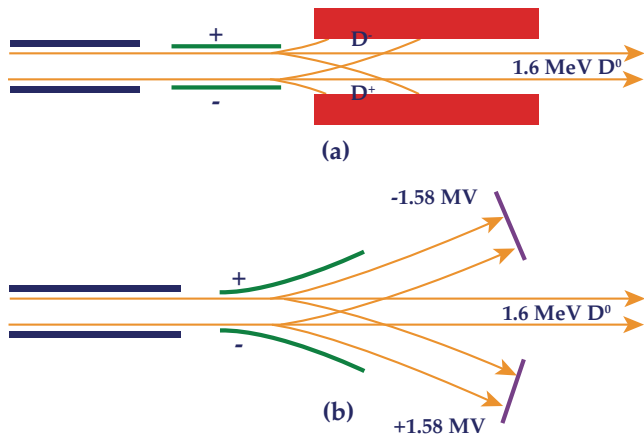 +
D⁻
1.6 MeV D⁰
D⁺
-
(a)
-1.58 MV
+
1.6 MeV D⁰
-
(b)
+1.58 MV